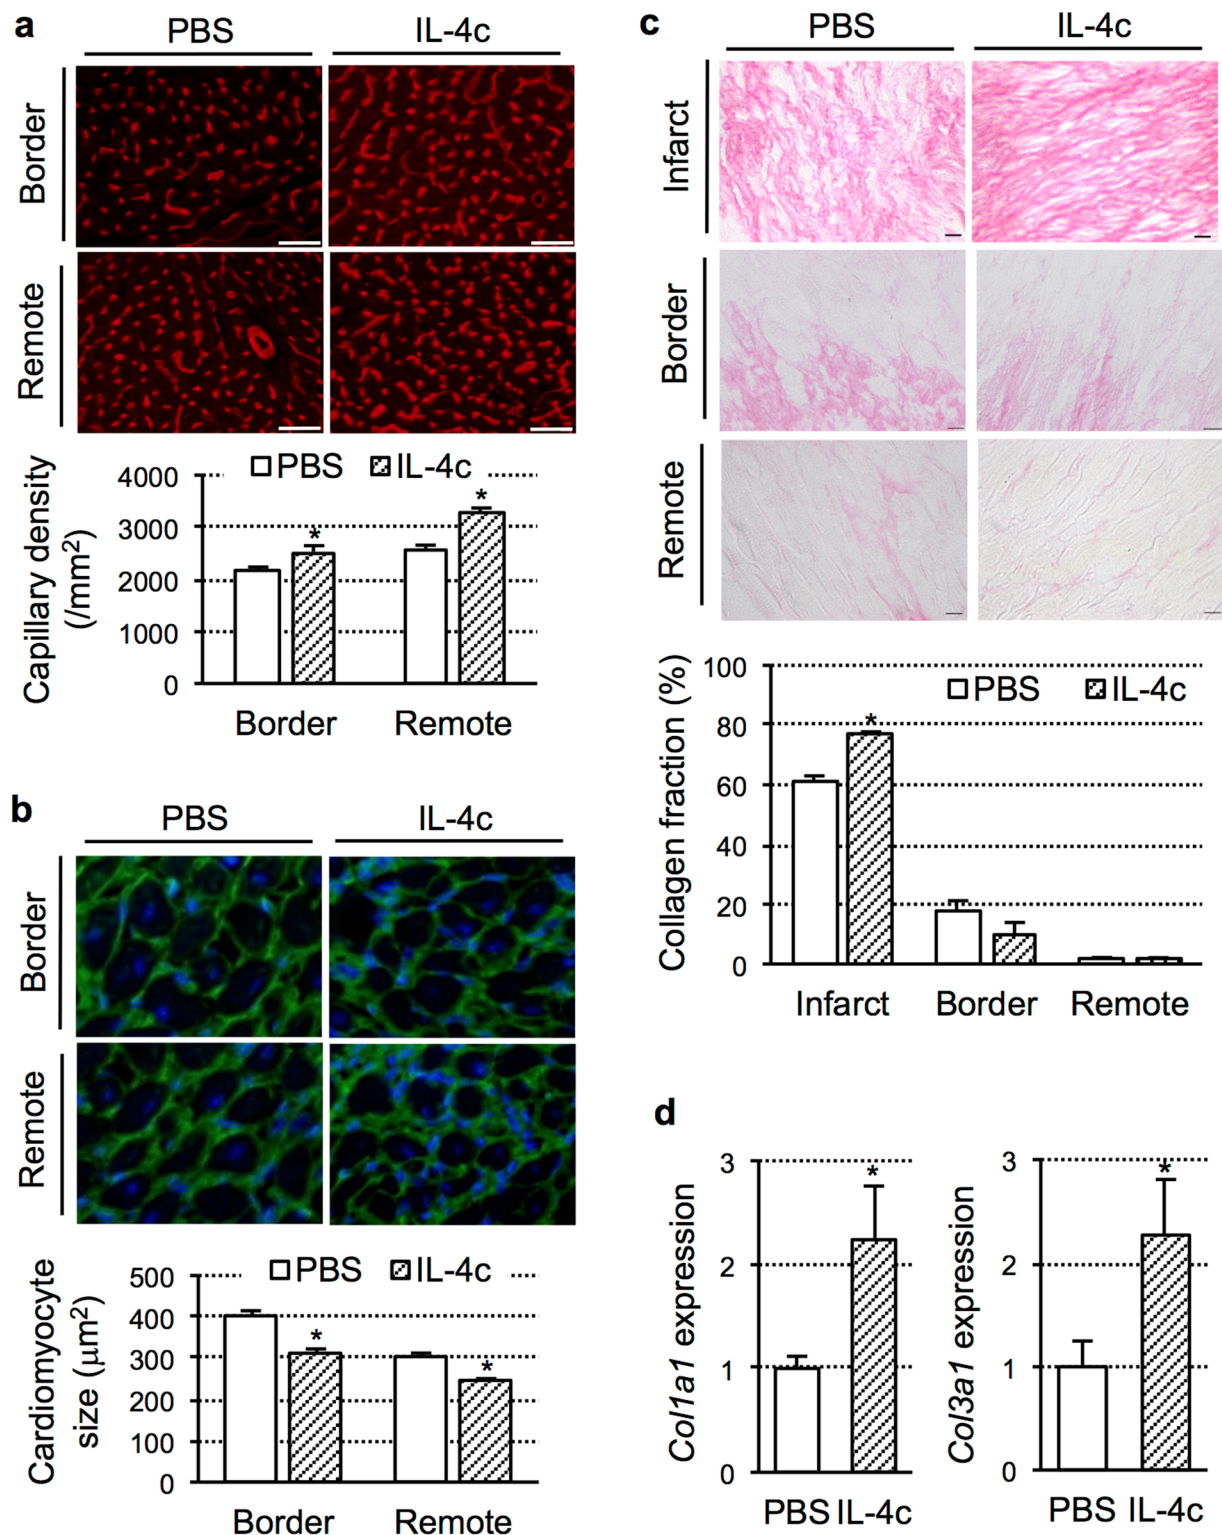 a
PBS IL-4c
Border
Remote
PBS IL-4c
Capillary density
(/mm2)
4000
3000
2000
1000
0
*
*
Border Remote
b
PBS IL-4c
Border
Remote
PBS IL-4c
Cardiomyocyte
size (μm2)
500
400
300
200
100
0
*
*
Border Remote
c
PBS IL-4c
Infarct
Border
Remote
Collagen fraction (%)
100
80
60
40
20
0
PBS IL-4c
*
Infarct Border Remote
d
Col1a1 expression
3
2
1
0
*
PBS IL-4c
Col3a1 expression
3
2
1
0
*
PBS IL-4c